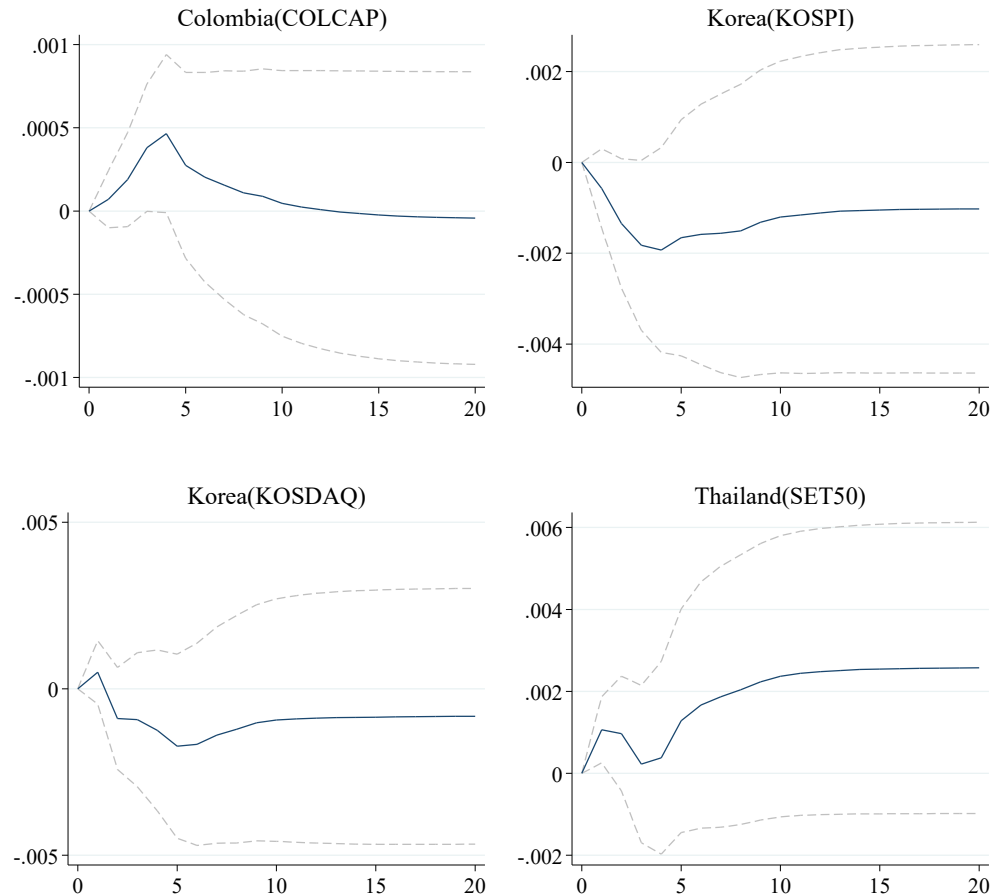 Colombia(COLCAP)
.001
.0005
0
-.0005
-.001
0 5 10 15 20
Korea(KOSPI)
.002
0
-.002
-.004
0 5 10 15 20
Korea(KOSDAQ)
.005
0
-.005
0 5 10 15 20
Thailand(SET50)
.006
.004
.002
0
-.002
0 5 10 15 20